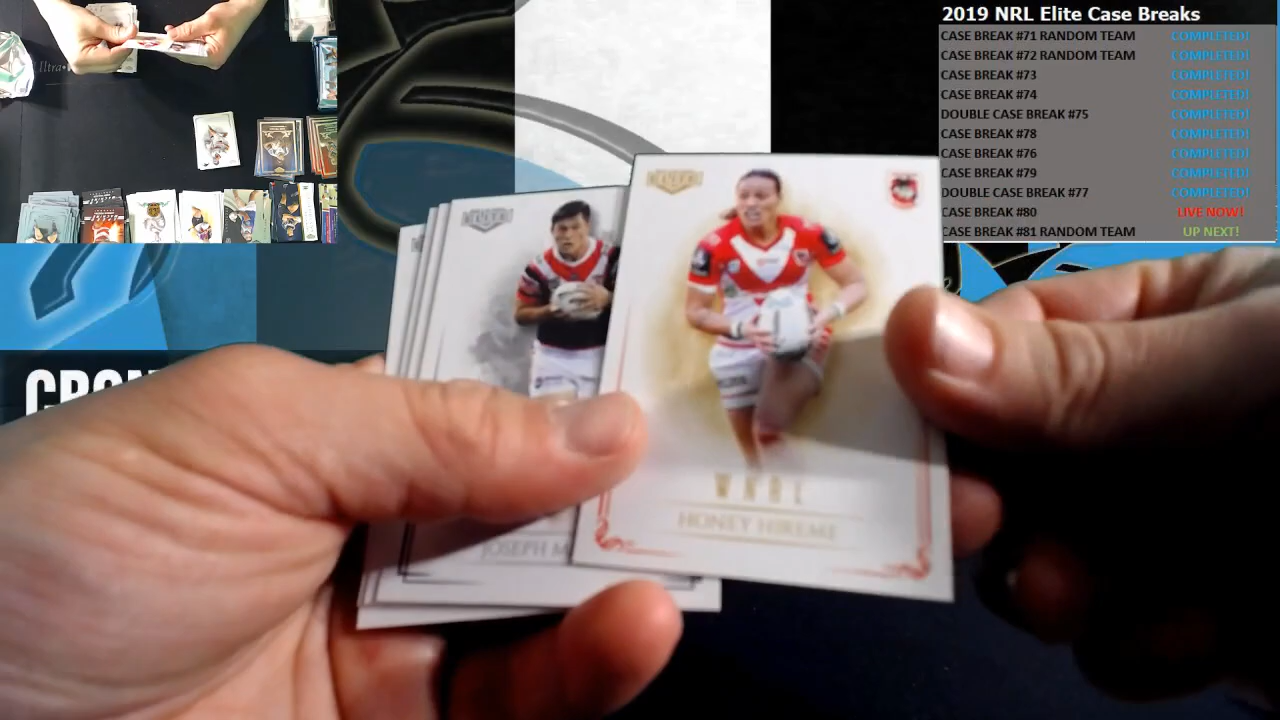 2019 NRL Elite Case Breaks
CASE BREAK #71 RANDOM TEAM COMPLETED!
CASE BREAK #72 RANDOM TEAM COMPLETED!
CASE BREAK #73 COMPLETED!
CASE BREAK #74 COMPLETED!
DOUBLE CASE BREAK #75 COMPLETED!
CASE BREAK #78 COMPLETED!
CASE BREAK #76 COMPLETED!
CASE BREAK #79 COMPLETED!
DOUBLE CASE BREAK #77 COMPLETED!
CASE BREAK #80 LIVE NOW!
CASE BREAK #81 RANDOM TEAM UP NEXT!
HONEY HIREME
JOSEPH M